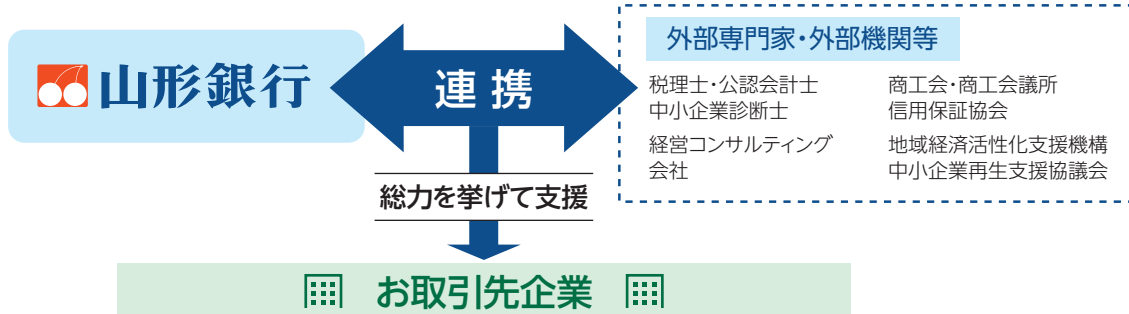 山形銀行
連携
外部専門家・外部機関等
税理士・公認会計士
中小企業診断士
経営コンサルティング
会社
商工会・商工会議所
信用保証協会
地域経済活性化支援機構
中小企業再生支援協議会
総力を挙げて支援
お取引先企業